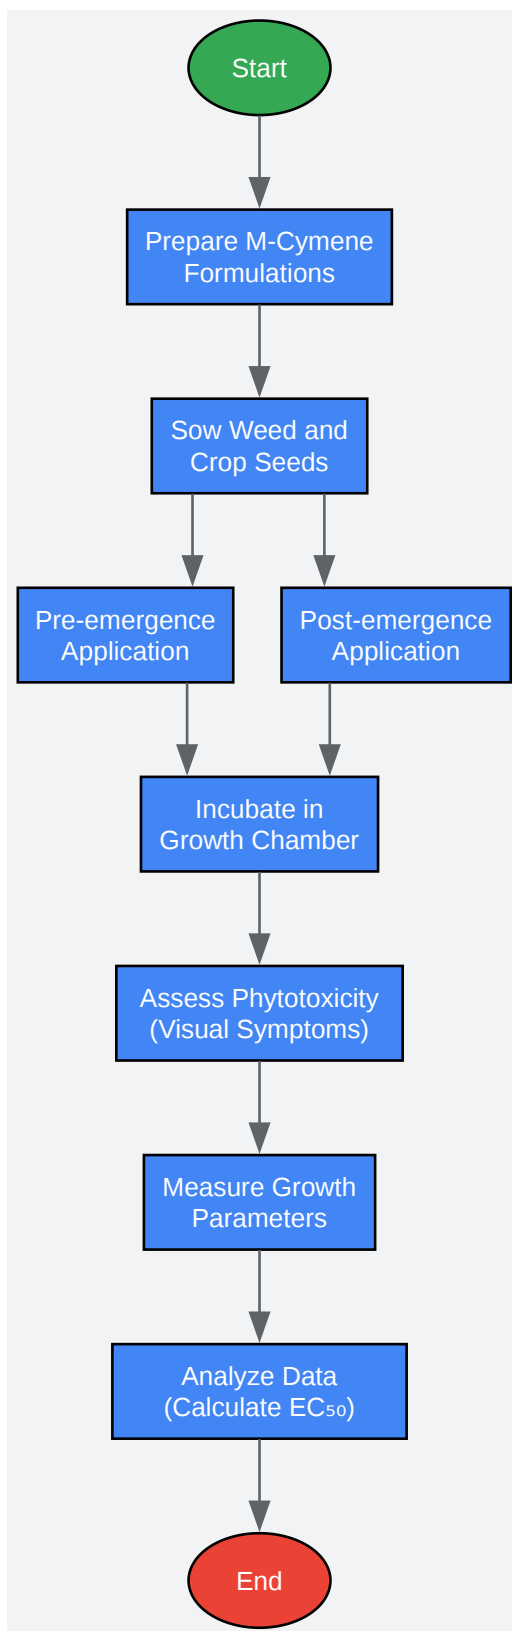 Start
Prepare M-Cymene
Formulations
Sow Weed and
Crop Seeds
Pre-emergence
Application
Post-emergence
Application
Incubate in
Growth Chamber
Assess Phytotoxicity
(Visual Symptoms)
Measure Growth
Parameters
Analyze Data
(Calculate EC₅₀)
End